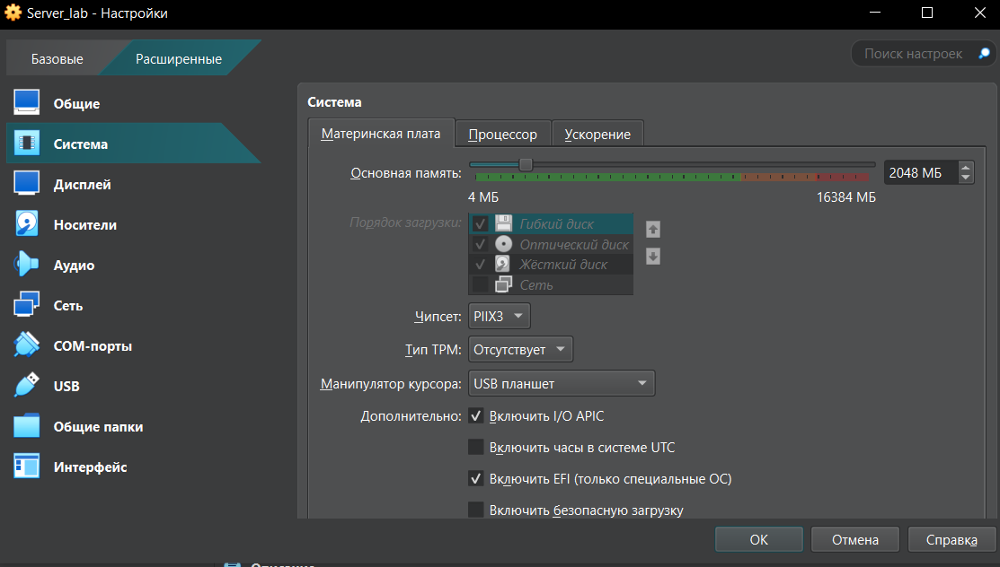 Server_lab - Настройки
Базовые
Расширенные
Поиск настроек
Общие
Система
Дисплей
Носители
Аудио
Сеть
COM-порты
USB
Общие папки
Интерфейс
Система
Материнская плата
Процессор
Ускорение
Основная память:
2048 МБ
4 МБ
16384 МБ
Порядок загрузки:
Гибкий диск
Оптический диск
Жёсткий диск
Сеть
Чипсет:
PIIX3
Тип TPM:
Отсутствует
Манипулятор курсора:
USB планшет
Дополнительно:
Включить I/O APIC
Включить часы в системе UTC
Включить EFI (только специальные ОС)
Включить безопасную загрузку
OK
Отмена
Справка